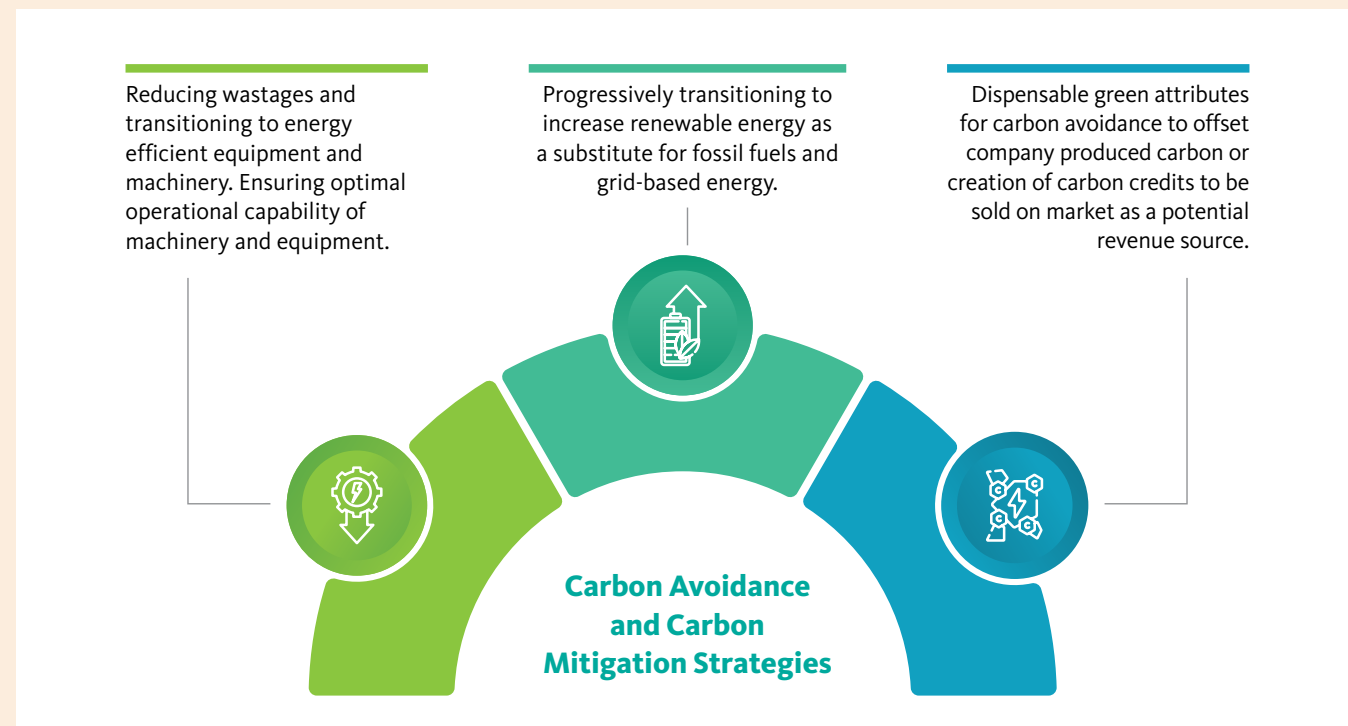 Reducing wastages and
transitioning to energy
efficient equipment and
machinery. Ensuring optimal
operational capability of
machinery and equipment.
Progressively transitioning to
increase renewable energy as
a substitute for fossil fuels and
grid-based energy.
Dispensable green attributes
for carbon avoidance to offset
company produced carbon or
creation of carbon credits to be
sold on market as a potential
revenue source.
C
C
C
C
Carbon Avoidance
and Carbon
Mitigation Strategies